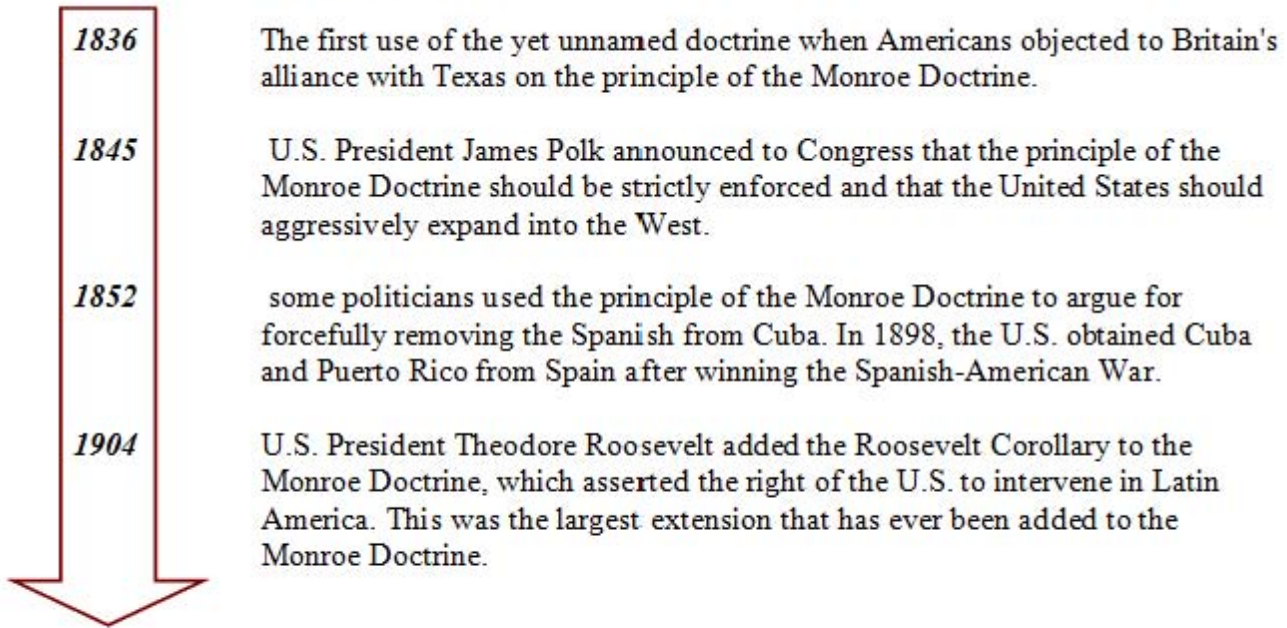 1836
The first use of the yet unnamed doctrine when Americans objected to Britain's
alliance with Texas on the principle of the Monroe Doctrine.
1845
U.S. President James Polk announced to Congress that the principle of the
Monroe Doctrine should be strictly enforced and that the United States should
aggressively expand into the West.
1852
some politicians used the principle of the Monroe Doctrine to argue for
forcefully removing the Spanish from Cuba. In 1898, the U.S. obtained Cuba
and Puerto Rico from Spain after winning the Spanish-American War.
1904
U.S. President Theodore Roosevelt added the Roosevelt Corollary to the
Monroe Doctrine, which asserted the right of the U.S. to intervene in Latin
America. This was the largest extension that has ever been added to the
Monroe Doctrine.